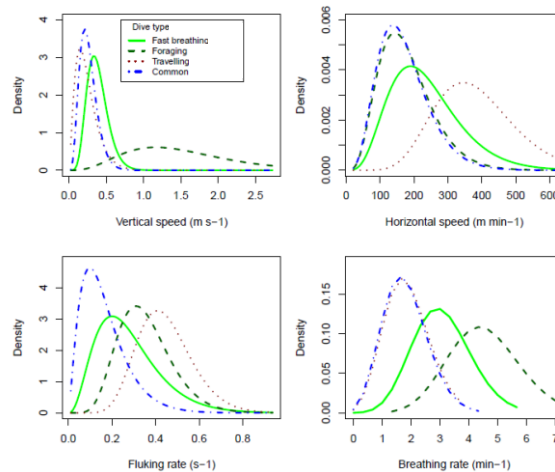 Dive type
Fast breathing
Foraging
Travelling
Common
Density
0 1 2 3 4
0.0 0.5 1.0 1.5 2.0 2.5
Vertical speed (m s−1)
Density
0.000 0.002 0.004 0.006
0 100 200 300 400 500 600
Horizontal speed (m min−1)
Density
0 1 2 3 4
0.0 0.2 0.4 0.6 0.8
Fluking rate (s−1)
Density
0.00 0.05 0.10 0.15
0 1 2 3 4 5 6 7
Breathing rate (min−1)